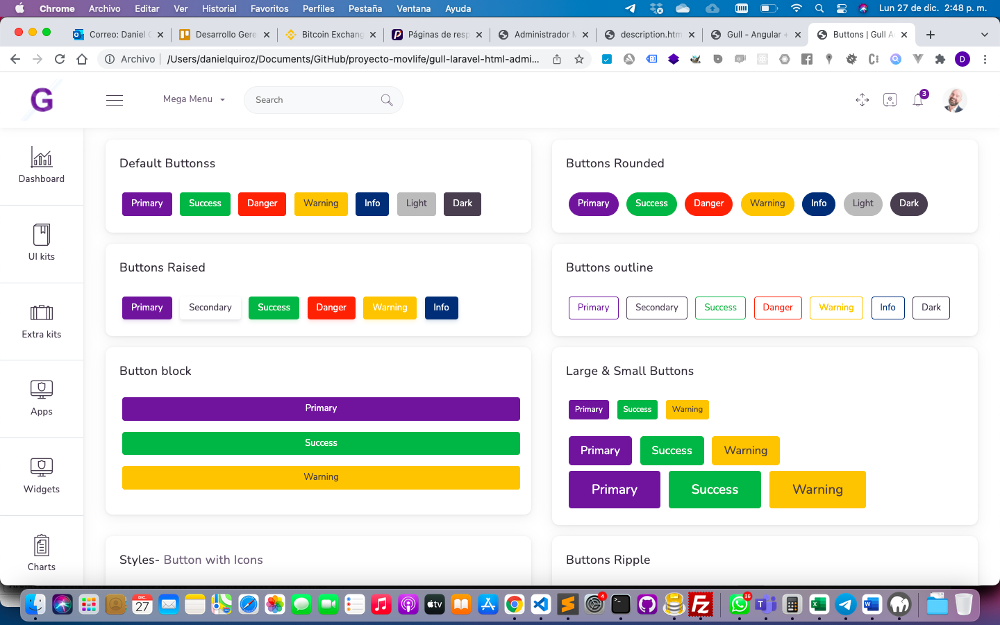 Chrome Archivo Editar Ver Historial Favoritos Perfiles Pestaña Ventana Ayuda Lun 27 de dic. 2:48 p. m.
Correo: Daniel Desarrollo Gere Bitcoin Exchang Páginas de resp Administrador description.htm Gull - Angular + Buttons | Gull A
Archivo /Users/danielquiroz/Documents/GitHub/proyecto-movlife/gull-laravel-html-admi... D
G Mega Menu Search 3
Dashboard
UI kits
Extra kits
Apps
Widgets
Charts
Default Buttonss
Primary Success Danger Warning Info Light Dark
Buttons Rounded
Primary Success Danger Warning Info Light Dark
Buttons Raised
Primary Secondary Success Danger Warning Info
Buttons outline
Primary Secondary Success Danger Warning Info Dark
Button block
Primary
Success
Warning
Large & Small Buttons
Primary Success Warning
Primary Success Warning
Primary Success Warning
Styles- Button with Icons
Buttons Ripple
DIC.
27
tv
4
36